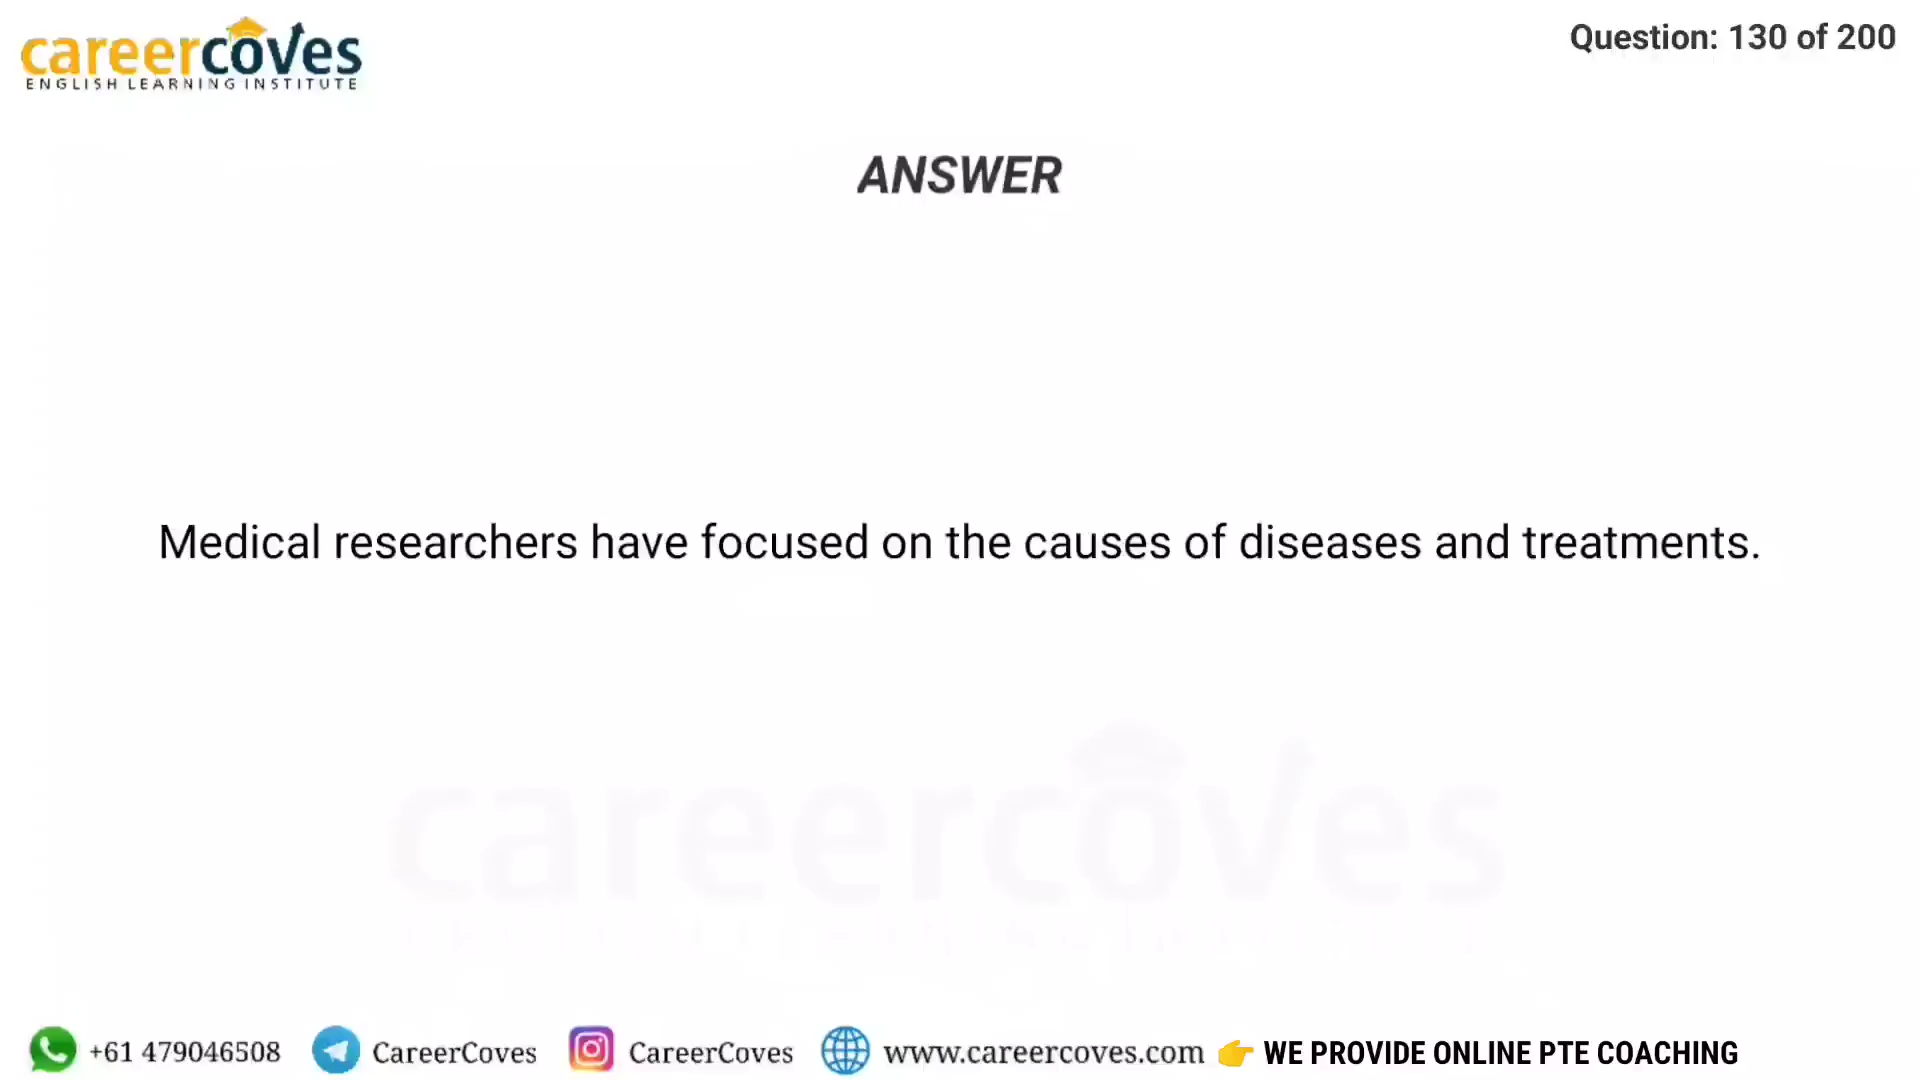 careercoves
ENGLISH LEARNING INSTITUTE
Question: 130 of 200
ANSWER
Medical researchers have focused on the causes of diseases and treatments.
careercoves
+61 479046508 CareerCoves CareerCoves www.careercoves.com 👉 WE PROVIDE ONLINE PTE COACHING